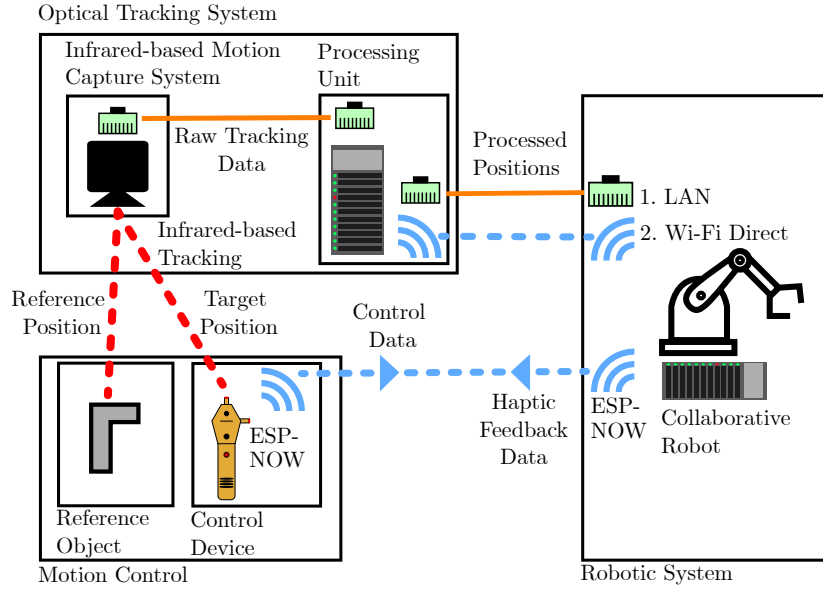 Optical Tracking System
Infrared-based Motion
Capture System
Processing
Unit
Raw Tracking
Data
Processed
Positions
1. LAN
2. Wi-Fi Direct
Infrared-based
Tracking
Reference
Position
Target
Position
Control
Data
ESP-
NOW
Haptic
Feedback
Data
ESP-
NOW
Collaborative
Robot
Reference
Object
Control
Device
Motion Control
Robotic System